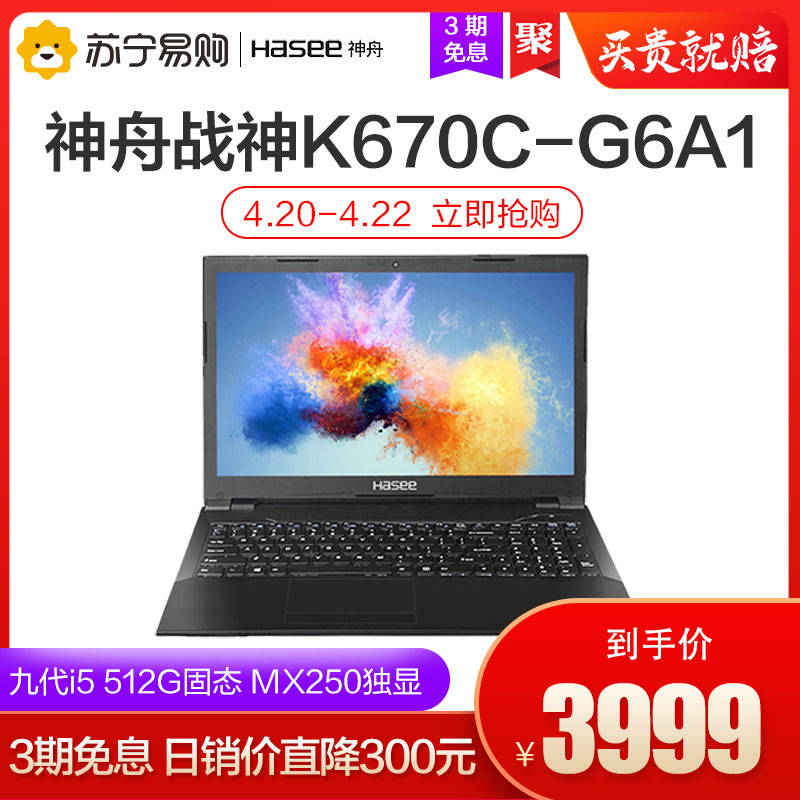 苏宁易购 Hasee 神舟
3期
免息
聚
买贵就赔
神舟战神K670C-G6A1
4.20-4.22 立即抢购
Hasee
九代i5 512G固态 MX250独显
3期免息 日销价直降300元
到手价
¥3999